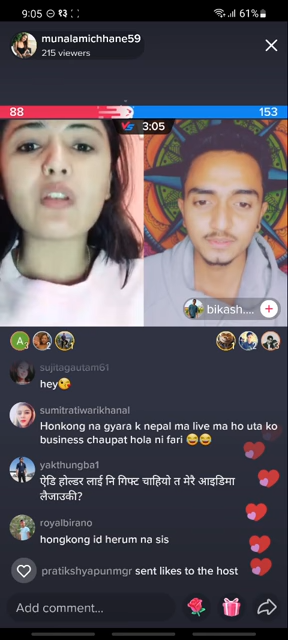 9:05 १३ 61%
munalamichhane59
215 viewers
88 153
VS 3:05
bikash....
sujitagautam61
hey😘
sumitratiwarikhanal
Honkong na gyara k nepal ma live ma ho uta ko
business chaupat hola ni fari 😂😂
yakthungba1
ऐडि होल्डर लाई नि गिफ्ट चाहियो त मेरै आइडिमा
लैजाउकी?
royalbirano
hongkong id herum na sis
pratikshyapunmgr sent likes to the host
Add comment...